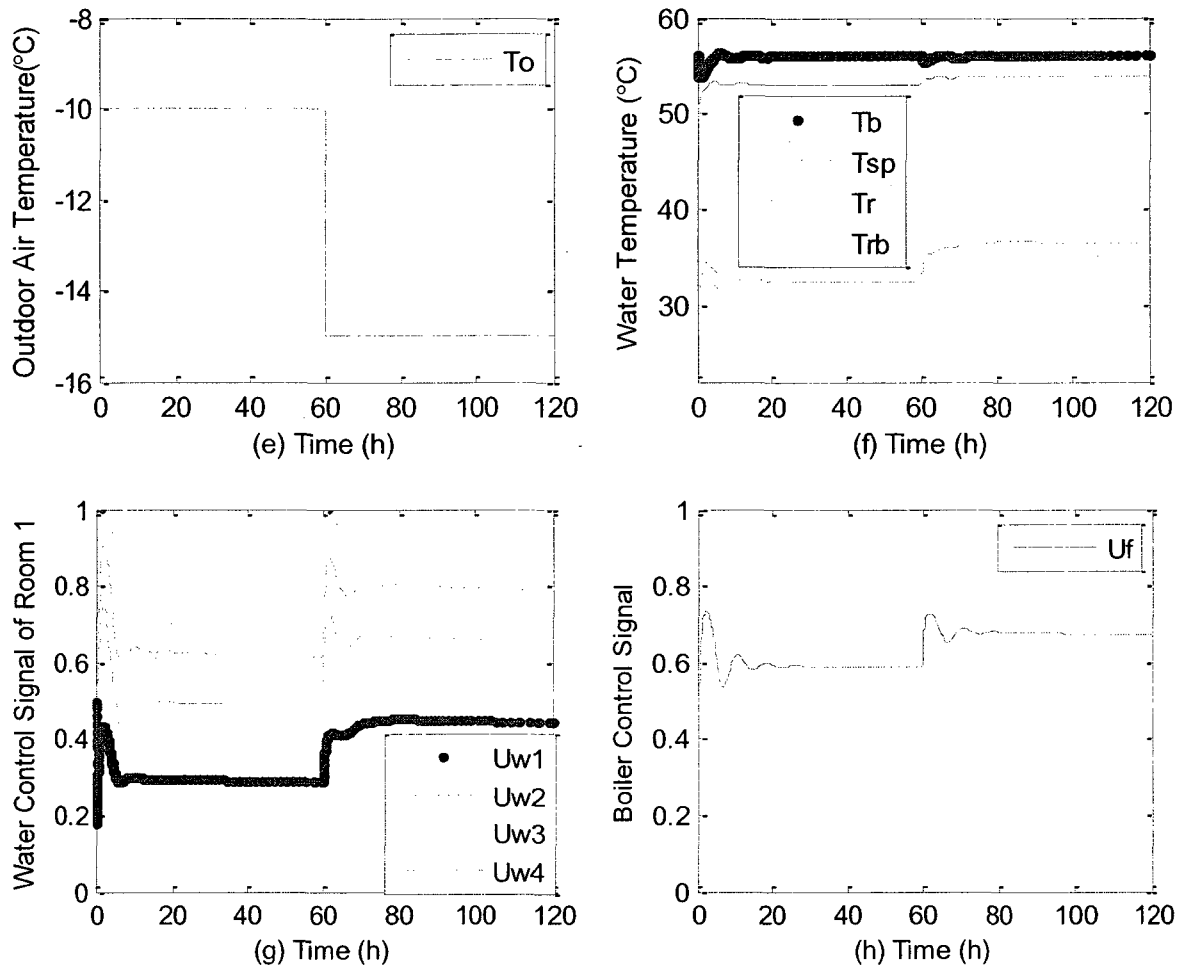 Outdoor Air Temperature(°C)
-8
-10
-12
-14
-16
To
0 20 40 60 80 100 120
(e) Time (h)
Water Temperature (°C)
60
50
40
30
Tb
Tsp
Tr
Trb
0 20 40 60 80 100 120
(f) Time (h)
Water Control Signal of Room 1
1
0.8
0.6
0.4
0.2
0
Uw1
Uw2
Uw3
Uw4
0 20 40 60 80 100 120
(g) Time (h)
Boiler Control Signal
1
0.8
0.6
0.4
0.2
0
Uf
0 20 40 60 80 100 120
(h) Time (h)